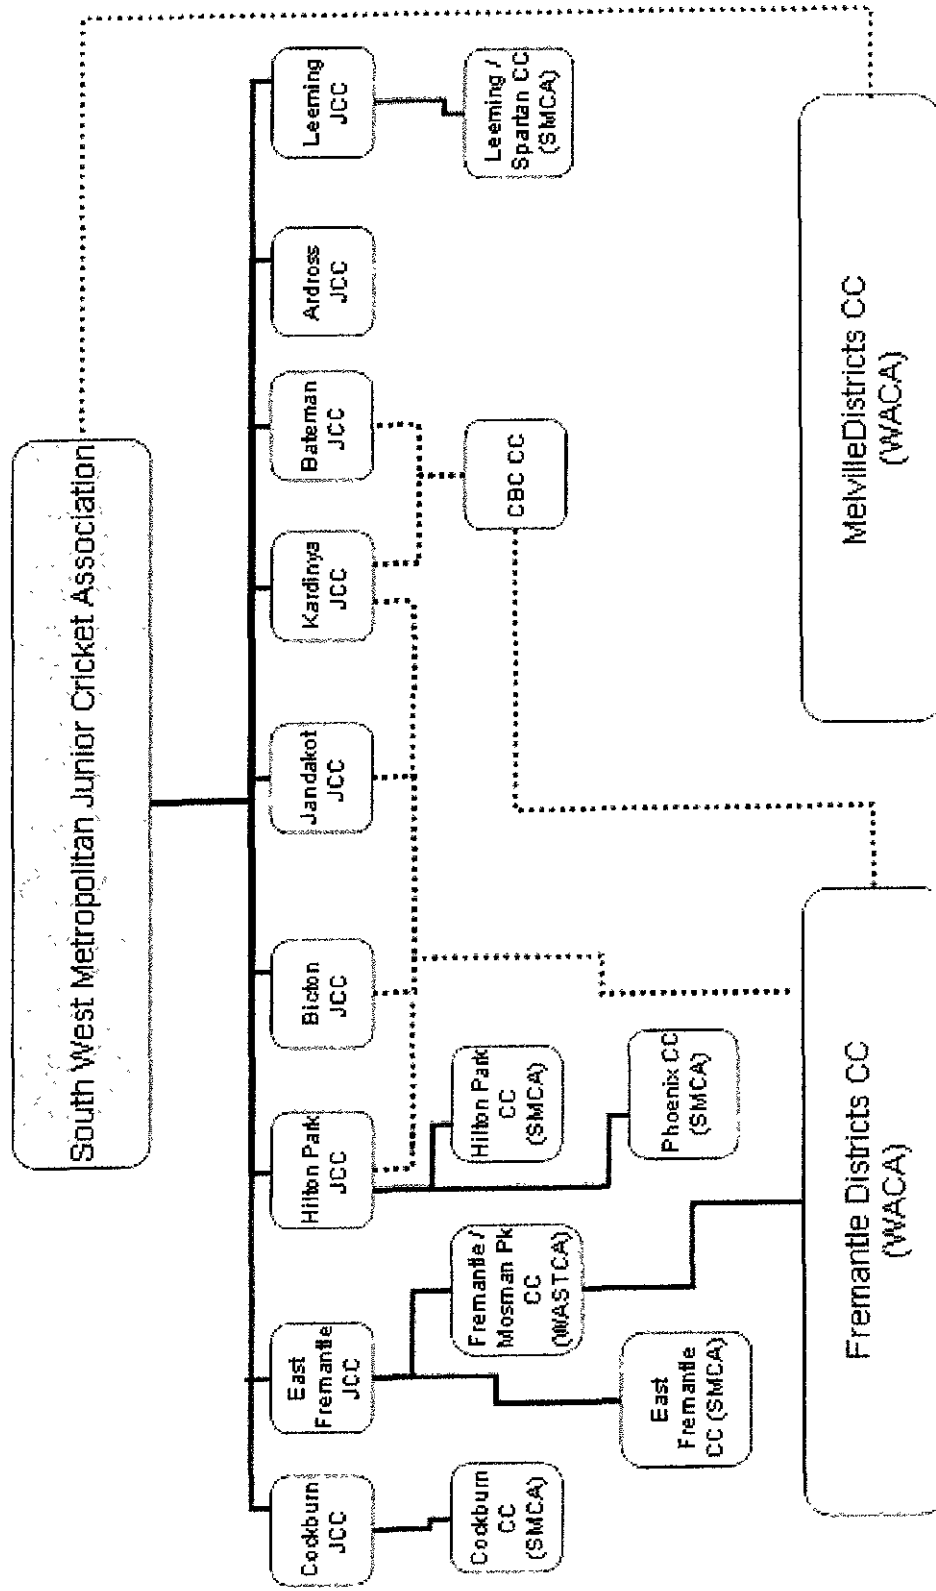 South West Metropolitan Junior Cricket Association
Cockburn
JCC
East
Fremantle
JCC
Hilton Park
JCC
Bicton
JCC
Jandakot
JCC
Kardinya
JCC
Bateman
JCC
Ardross
JCC
Leeming
JCC
Cockburn
CC
(SMCA)
Fremantle /
Mosman Pk
CC
(WASTCA)
Hilton Park
CC
(SMCA)
CBC CC
Leeming /
Spartan CC
(SMCA)
East
Fremantle
CC (SMCA)
Phoenix CC
(SMCA)
Fremantle Districts CC
(WACA)
MelvilleDistricts CC
(WACA)